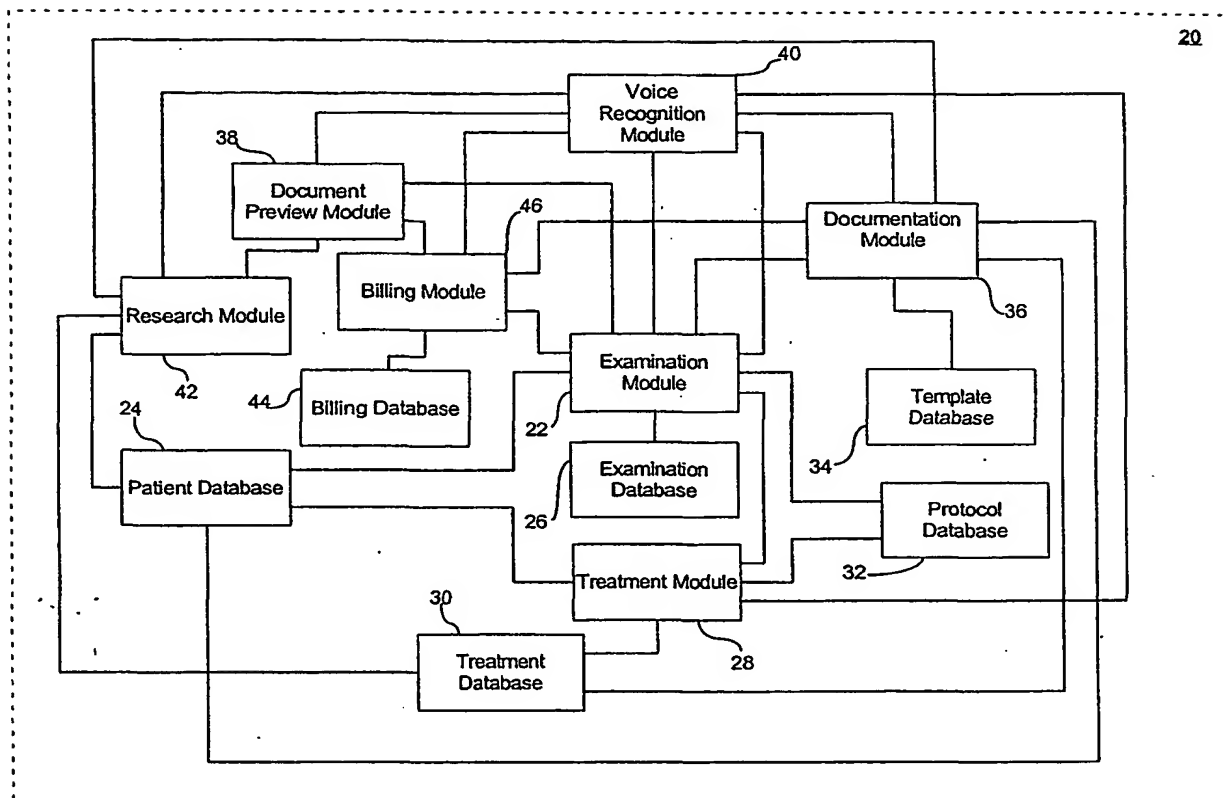 20
40
Voice
Recognition
Module
38
Document
Preview Module
46
Documentation
Module
36
Billing Module
Research Module
42
Examination
Module
22
44
Billing Database
Template
Database
34
24
Patient Database
Examination
Database
26
Protocol
Database
32
Treatment Module
28
30
Treatment
Database